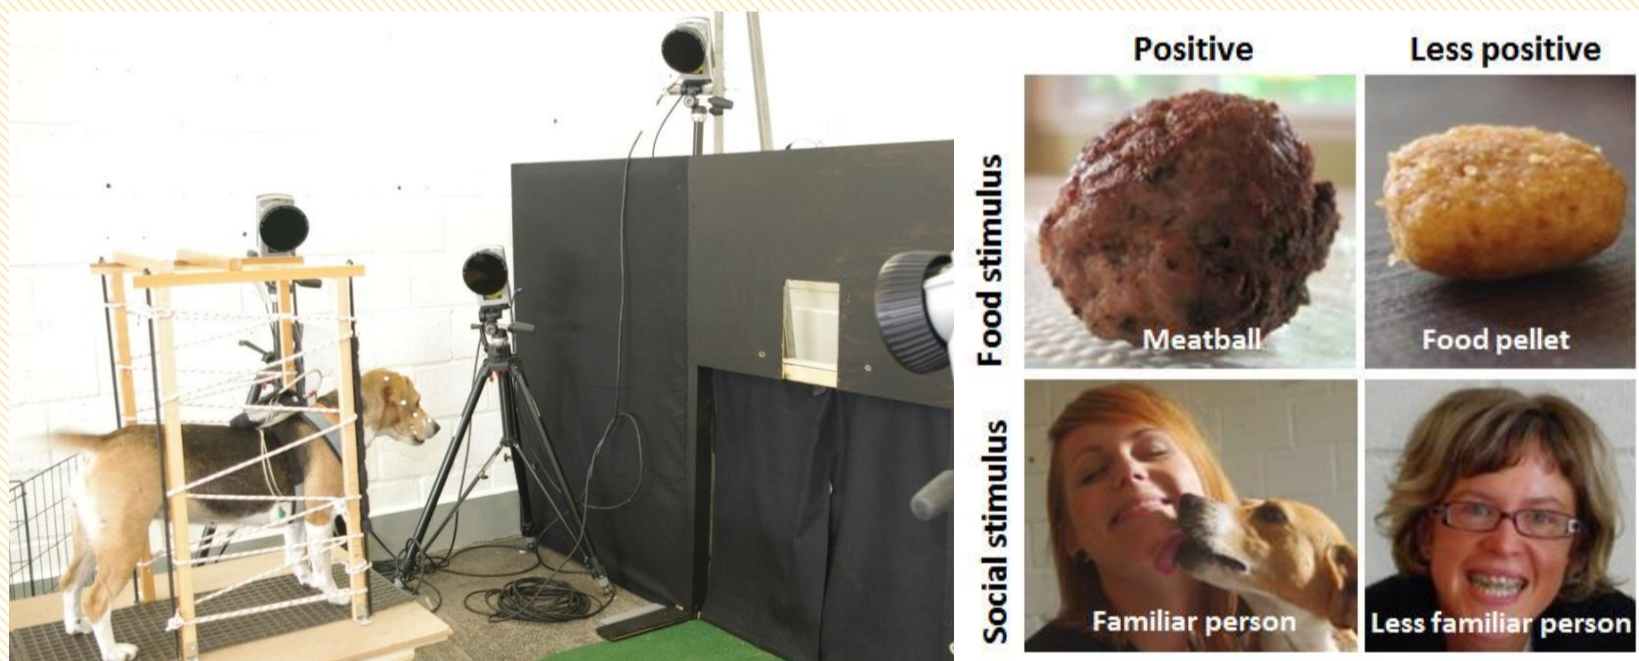 Positive
Less positive
Food stimulus
Meatball
Food pellet
Social stimulus
Familiar person
Less familiar person